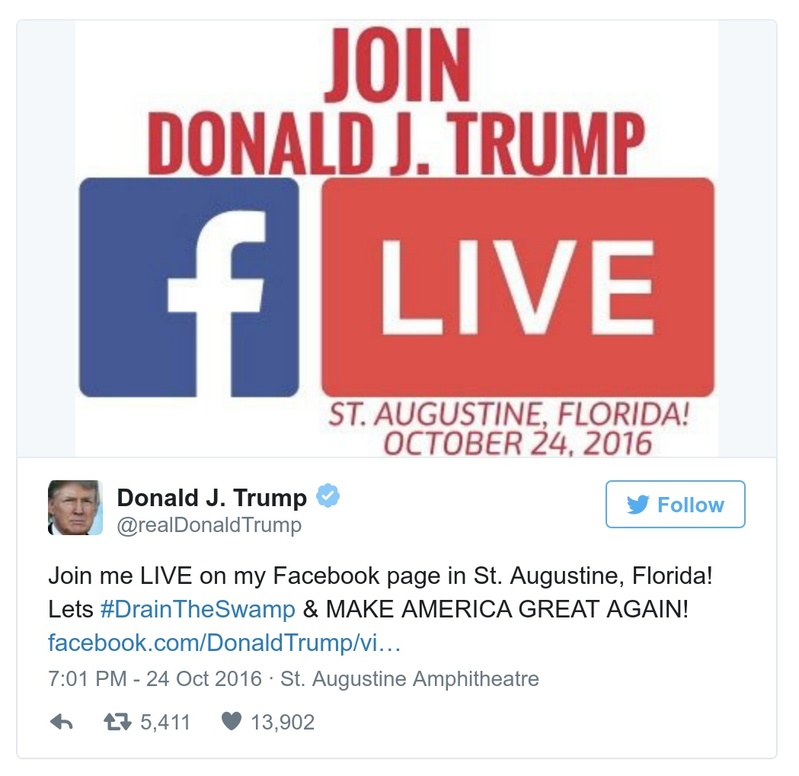 JOIN
DONALD J. TRUMP
f LIVE
ST. AUGUSTINE, FLORIDA!
OCTOBER 24, 2016
Donald J. Trump
@realDonaldTrump
Follow
Join me LIVE on my Facebook page in St. Augustine, Florida!
Lets #DrainTheSwamp & MAKE AMERICA GREAT AGAIN!
facebook.com/DonaldTrump/vi…
7:01 PM - 24 Oct 2016 · St. Augustine Amphitheatre
5,411 13,902